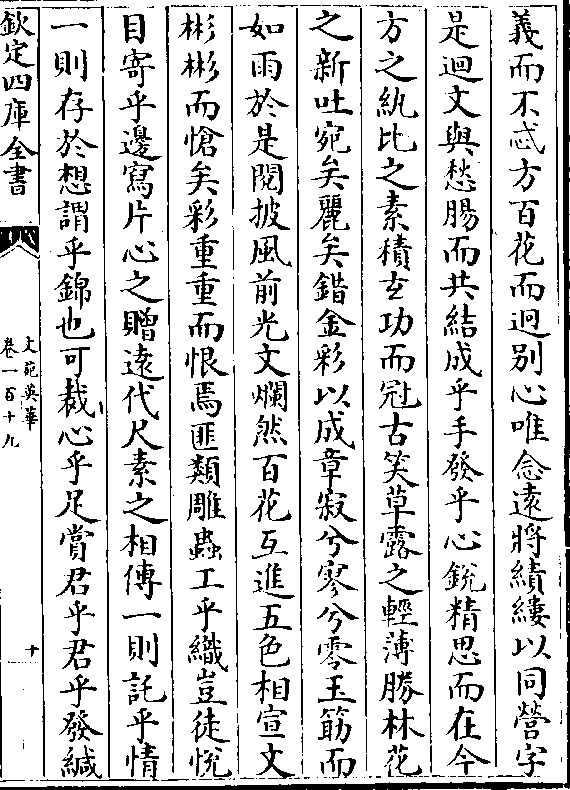 義而不忒方百花而迥别心唯念遠將績縷以同營字
是迴文與愁腸而共結成乎手發乎心銳精思而在今
方之紈比之素積玄功而冠古笑草露之輕薄勝林花
之新吐宛矣麗矣錯金彩以成章寂兮寥兮零玉筯而
如雨於是閱披風前光文爛然百花互進五色相宣文
彬彬而愴矣彩重重而恨焉匪類雕蟲工乎織豈徒恱
目寄乎邊寫片心之贈逺代尺素之相傳一則託乎情
一則存於想謂乎錦也可裁心乎足賞君乎君乎發緘
欽定四庫全書
文苑英華
卷一百十九
十